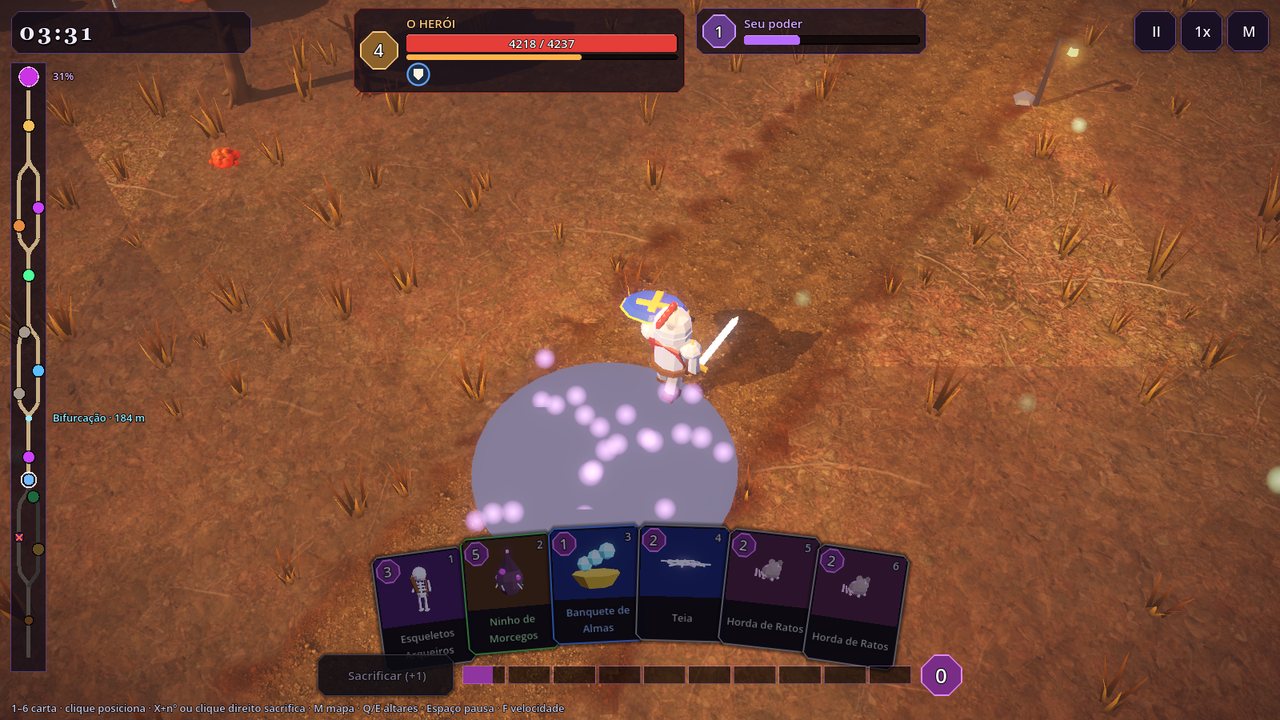 03:31
O HERÓI
4
4218 / 4237
1
Seu poder
II
1x
M
31%
Bifurcação · 184 m
3
1
Esqueletos
Arqueiros
5
2
Ninho de
Morcegos
1
3
Banquete de
Almas
2
4
Teia
2
5
Horda de Ratos
2
6
Horda de Ratos
Sacrificar (+1)
0
1–6 carta · clique posiciona · X+nº ou clique direito sacrifica · M mapa · Q/E altares · Espaço pausa · F velocidade